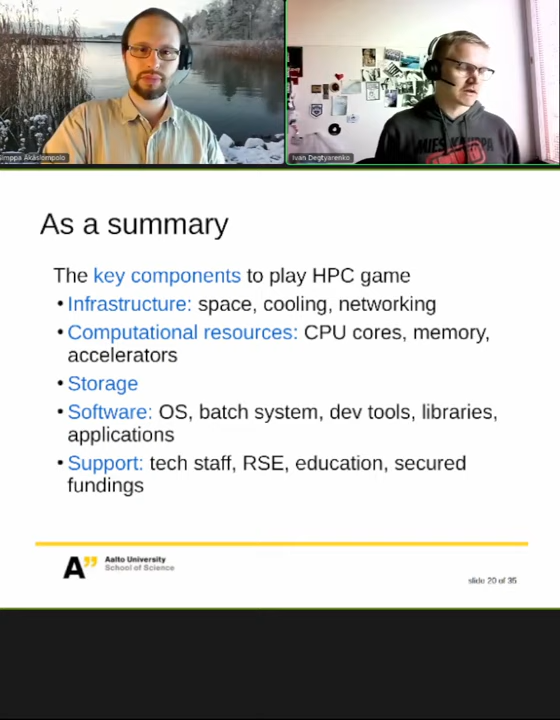 Simppa Äkäslompolo
Ivan Degtyarenko
MIES KAUPPA
As a summary
The key components to play HPC game
•Infrastructure: space, cooling, networking
•Computational resources: CPU cores, memory,
accelerators
•Storage
•Software: OS, batch system, dev tools, libraries,
applications
•Support: tech staff, RSE, education, secured
fundings
A”
Aalto University
School of Science
slide 20 of 35